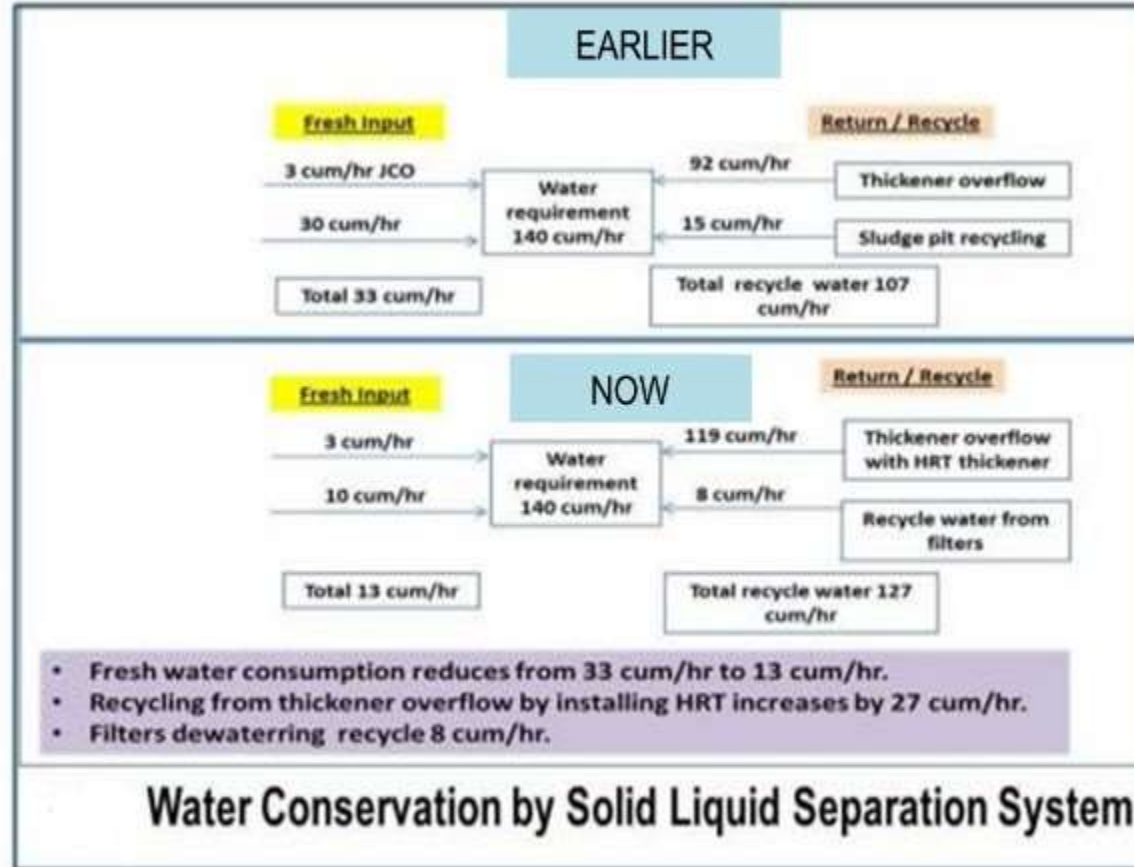 EARLIER
Fresh Input
Return / Recycle
3 cum/hr JCO
92 cum/hr
Water
requirement
140 cum/hr
Thickener overflow
30 cum/hr
15 cum/hr
Sludge pit recycling
Total 33 cum/hr
Total recycle water 107
cum/hr
NOW
Fresh Input
Return / Recycle
3 cum/hr
119 cum/hr
Water
requirement
140 cum/hr
Thickener overflow
with HRT thickener
10 cum/hr
8 cum/hr
Recycle water from
filters
Total 13 cum/hr
Total recycle water 127
cum/hr
• Fresh water consumption reduces from 33 cum/hr to 13 cum/hr.
• Recycling from thickener overflow by installing HRT increases by 27 cum/hr.
• Filters dewaterring recycle 8 cum/hr.
Water Conservation by Solid Liquid Separation System